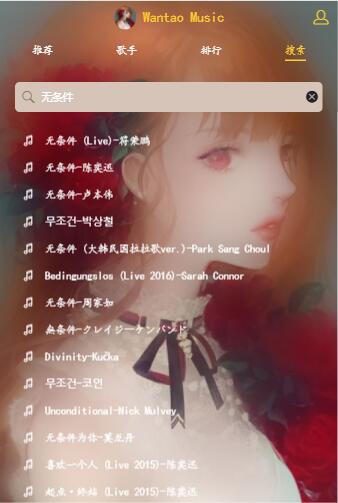 Wantao Music
推荐 歌手 排行 搜索
无条件
无条件 (Live)-符荣鹏
无条件-陈奕迅
无条件-卢本伟
무조건-박상철
无条件 (大韩民国拉拉歌ver.)-Park Sang Choul
Bedingungslos (Live 2016)-Sarah Connor
无条件-周家如
無条件-クレイジーケンバンド
Divinity-Kučka
무조건-코인
Unconditional-Nick Mulvey
无条件为你-莫龙丹
喜欢一个人 (Live 2015)-陈奕迅
起点·终站 (Live 2015)-陈奕迅